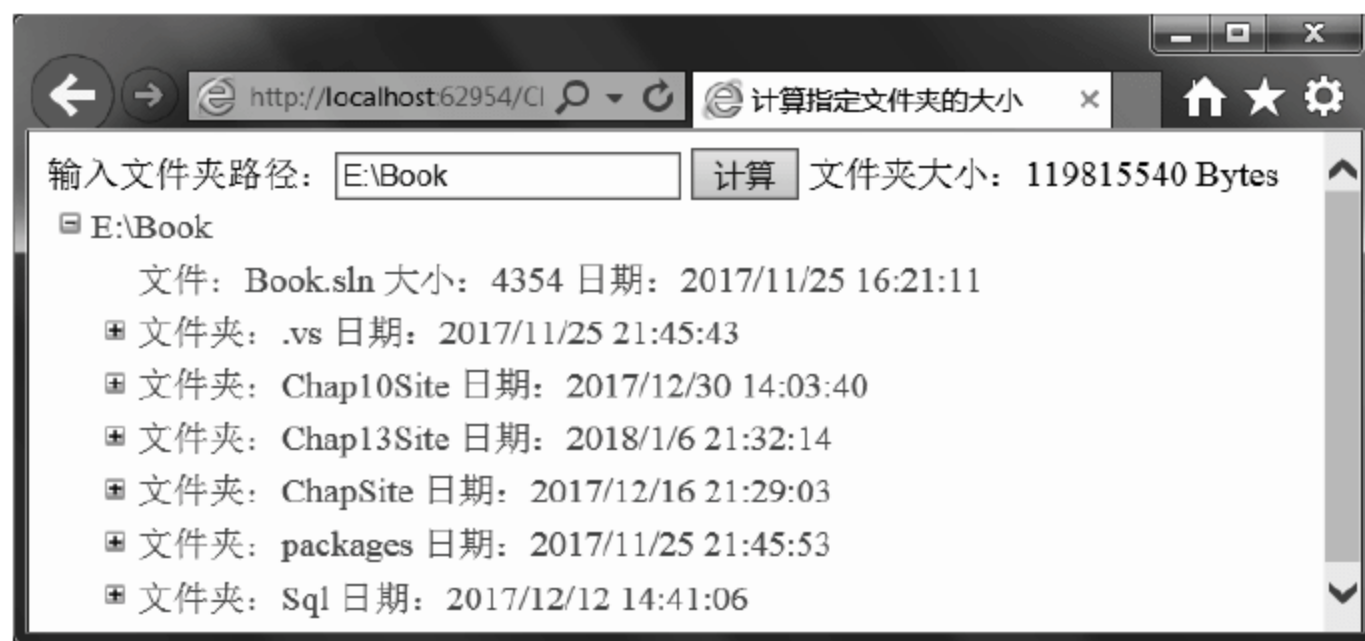 http://localhost:62954/Cl
计算指定文件夹的大小
输入文件夹路径：E:\Book 计算 文件夹大小：119815540 Bytes
E:\Book
文件：Book.sln 大小：4354 日期：2017/11/25 16:21:11
文件夹：.vs 日期：2017/11/25 21:45:43
文件夹：Chap10Site 日期：2017/12/30 14:03:40
文件夹：Chap13Site 日期：2018/1/6 21:32:14
文件夹：ChapSite 日期：2017/12/16 21:29:03
文件夹：packages 日期：2017/11/25 21:45:53
文件夹：Sql 日期：2017/12/12 14:41:06